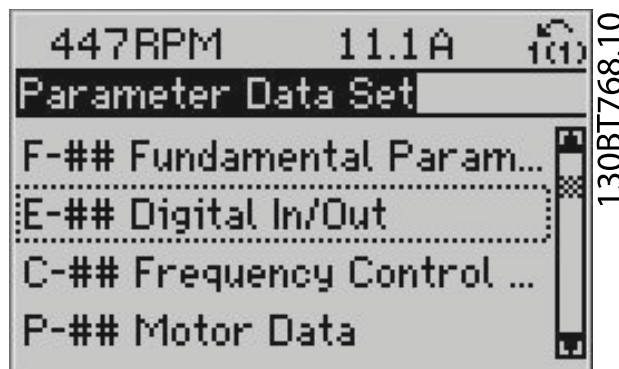 447RPM 11.1A 1(1)
Parameter Data Set
F-## Fundamental Param...
E-## Digital In/Out
C-## Frequency Control ...
P-## Motor Data
130BT768.10